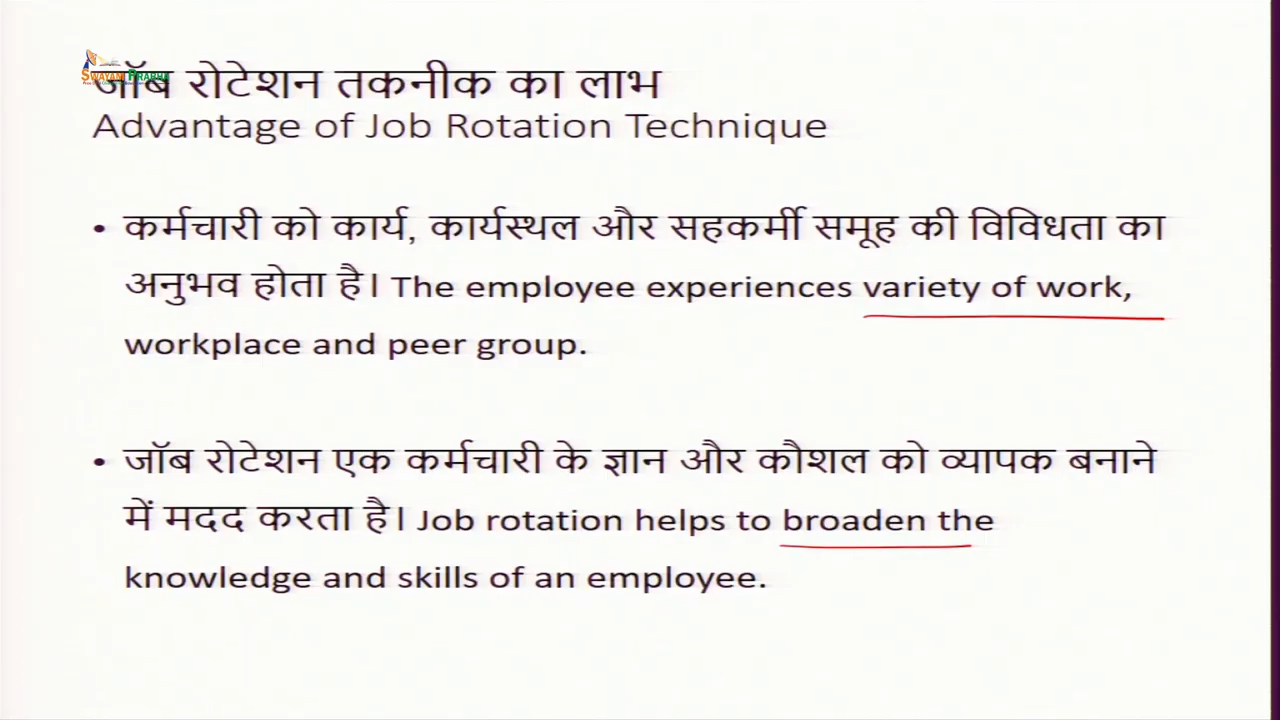 SWAYAM PRABHA
जॉब रोटेशन तकनीक का लाभ
Advantage of Job Rotation Technique
• कर्मचारी को कार्य, कार्यस्थल और सहकर्मी समूह की विविधता का
अनुभव होता है। The employee experiences variety of work,
workplace and peer group.
• जॉब रोटेशन एक कर्मचारी के ज्ञान और कौशल को व्यापक बनाने
में मदद करता है। Job rotation helps to broaden the
knowledge and skills of an employee.